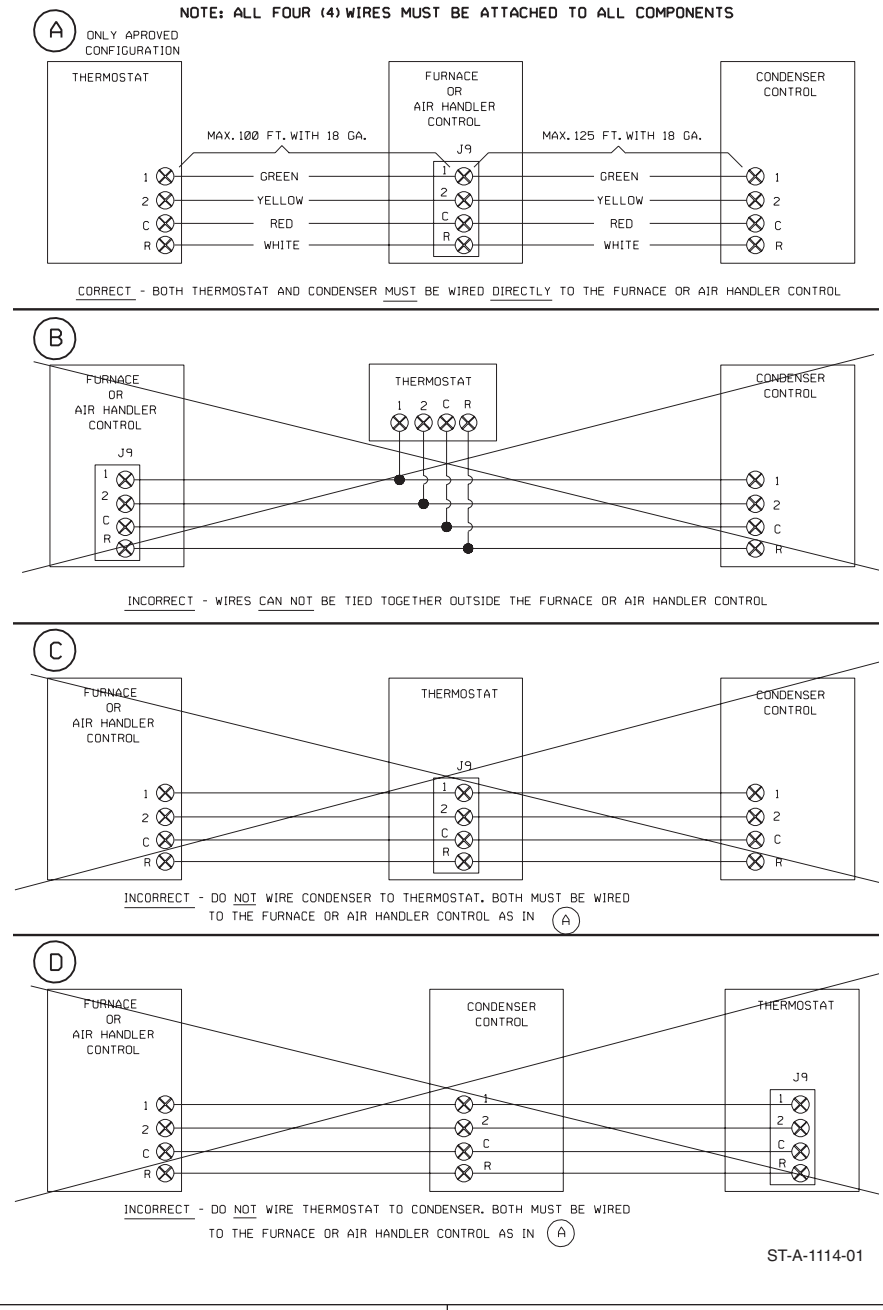 NOTE: ALL FOUR (4) WIRES MUST BE ATTACHED TO ALL COMPONENTS
A
ONLY APROVED
CONFIGURATION
THERMOSTAT
FURNACE
OR
AIR HANDLER
CONTROL
CONDENSER
CONTROL
MAX. 100 FT. WITH 18 GA.
MAX. 125 FT. WITH 18 GA.
J9
1 GREEN 1 GREEN 1
2 YELLOW 2 YELLOW 2
C RED C RED C
R WHITE R WHITE R
CORRECT - BOTH THERMOSTAT AND CONDENSER MUST BE WIRED DIRECTLY TO THE FURNACE OR AIR HANDLER CONTROL
B
FURNACE
OR
AIR HANDLER
CONTROL
THERMOSTAT
1 2 C R
CONDENSER
CONTROL
J9
1 1
2 2
C C
R R
INCORRECT - WIRES CAN NOT BE TIED TOGETHER OUTSIDE THE FURNACE OR AIR HANDLER CONTROL
C
FURNACE
OR
AIR HANDLER
CONTROL
THERMOSTAT
CONDENSER
CONTROL
J9
1 1 1
2 2 2
C C C
R R R
INCORRECT - DO NOT WIRE CONDENSER TO THERMOSTAT. BOTH MUST BE WIRED
TO THE FURNACE OR AIR HANDLER CONTROL AS IN A
D
FURNACE
OR
AIR HANDLER
CONTROL
CONDENSER
CONTROL
THERMOSTAT
J9
1 1 1
2 2 2
C C C
R R R
INCORRECT - DO NOT WIRE THERMOSTAT TO CONDENSER. BOTH MUST BE WIRED
TO THE FURNACE OR AIR HANDLER CONTROL AS IN A
ST-A-1114-01